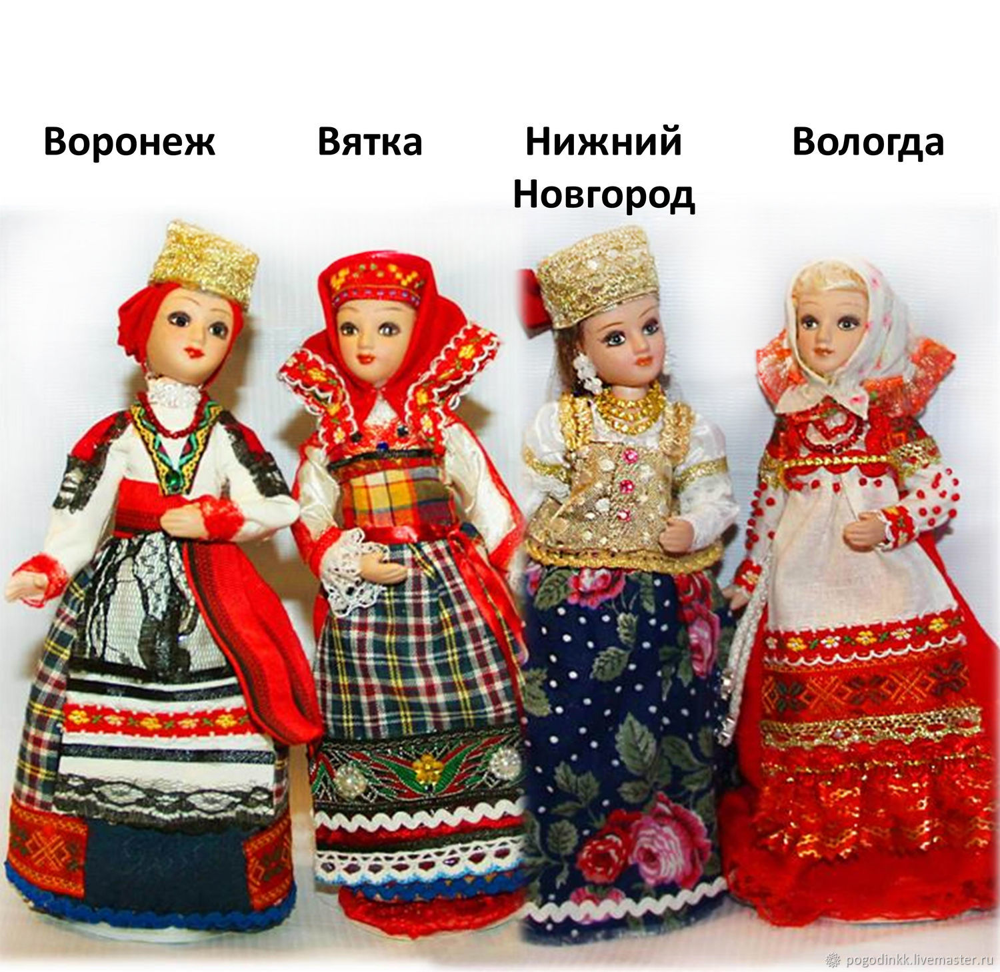 Воронеж Вятка Нижний Вологда
Новгород
pogodinkk.livemaster.ru